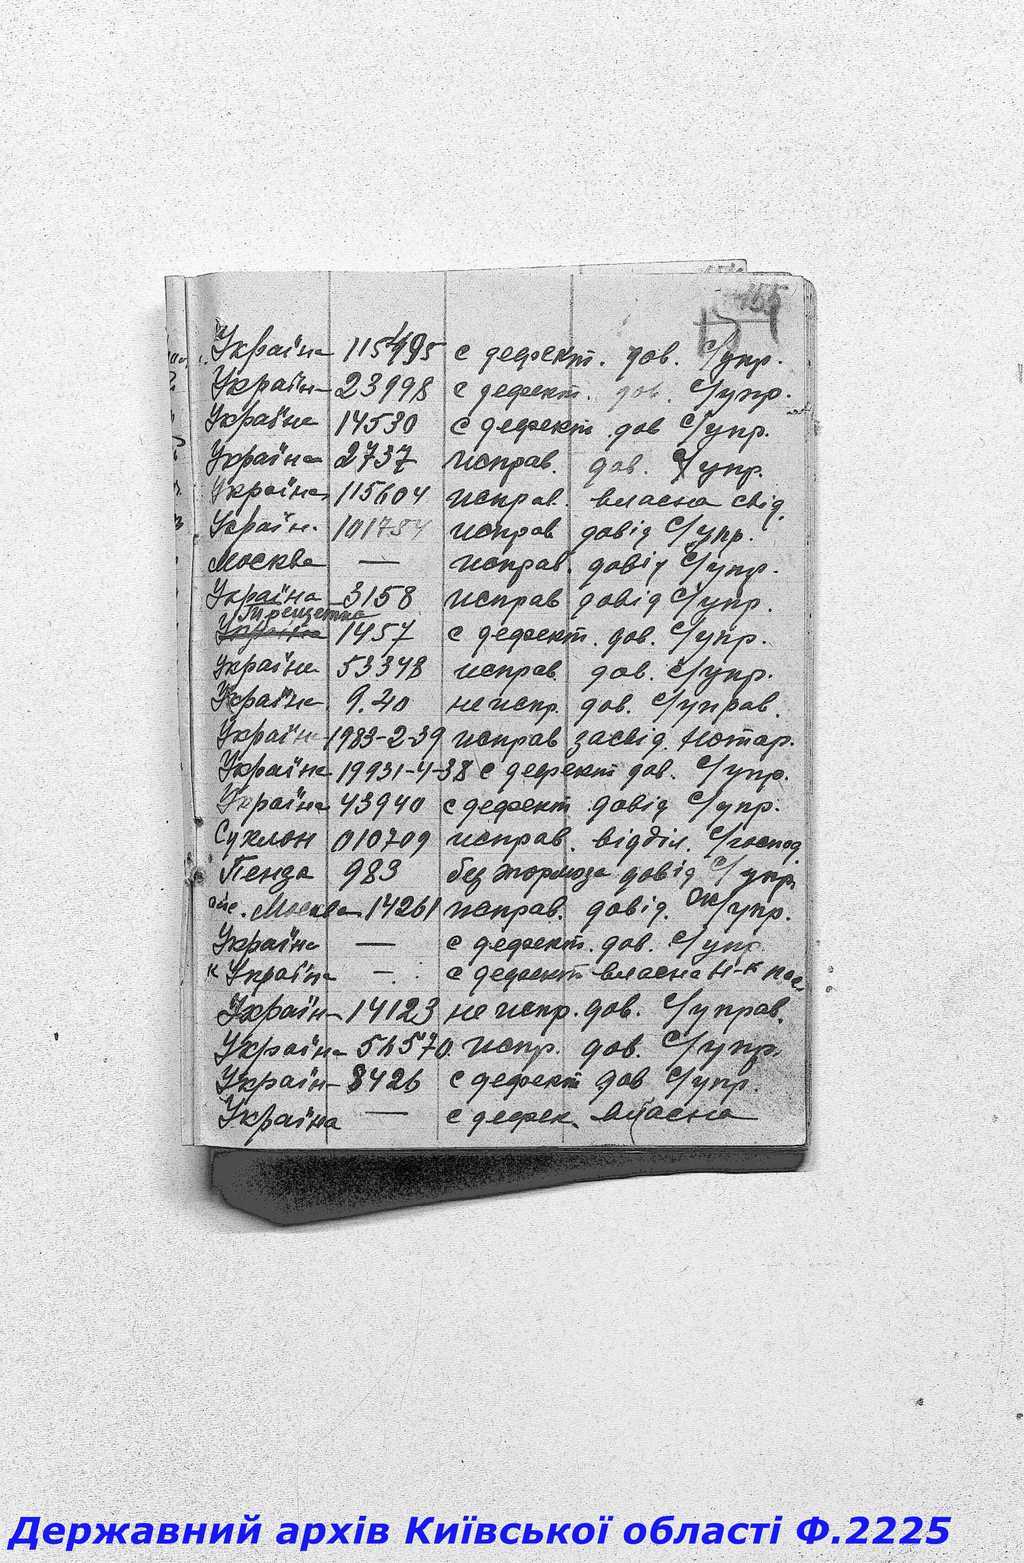 155
Україна 115495 с дефект. дов. С/упр.
Україн 23998 с дефект. дов. С/упр.
Україна 14530 с дефект дов С/упр.
Україна 2737 исправ. дов. С/упр.
Україна 115604 исправ. власна свід.
Україн. 101754 исправ довід С/упр.
Москва — исправ. довід С/упр.
Україна 3158 исправ довід С/упр.
Україна 1457 с дефект. дов. С/упр.
Україна 53348 исправ. дов. С/упр.
Україна 9.20 не испр. дов. С/управ.
Україн 1983-2-39 исправ засвід. нотар.
Україна 19931-4-38 с дефект дов. С/упр.
Україна 43940 с дефект довід С/упр.
Суклон 010709 исправ. відділ. С/господ
Пенза 983 без тормоза довід С/упр
Москва 14261 исправ. довід. С/упр.
Україна — с дефект. дов. С/упр.
к Україна — с дефект власна
Україн 14123 не испр. дов. С/управ.
Україна 54570 испр. дов. С/упр.
Україн 8426 с дефект дов С/упр.
Україна — с дефек. власна
Державний архів Київської області Ф.2225